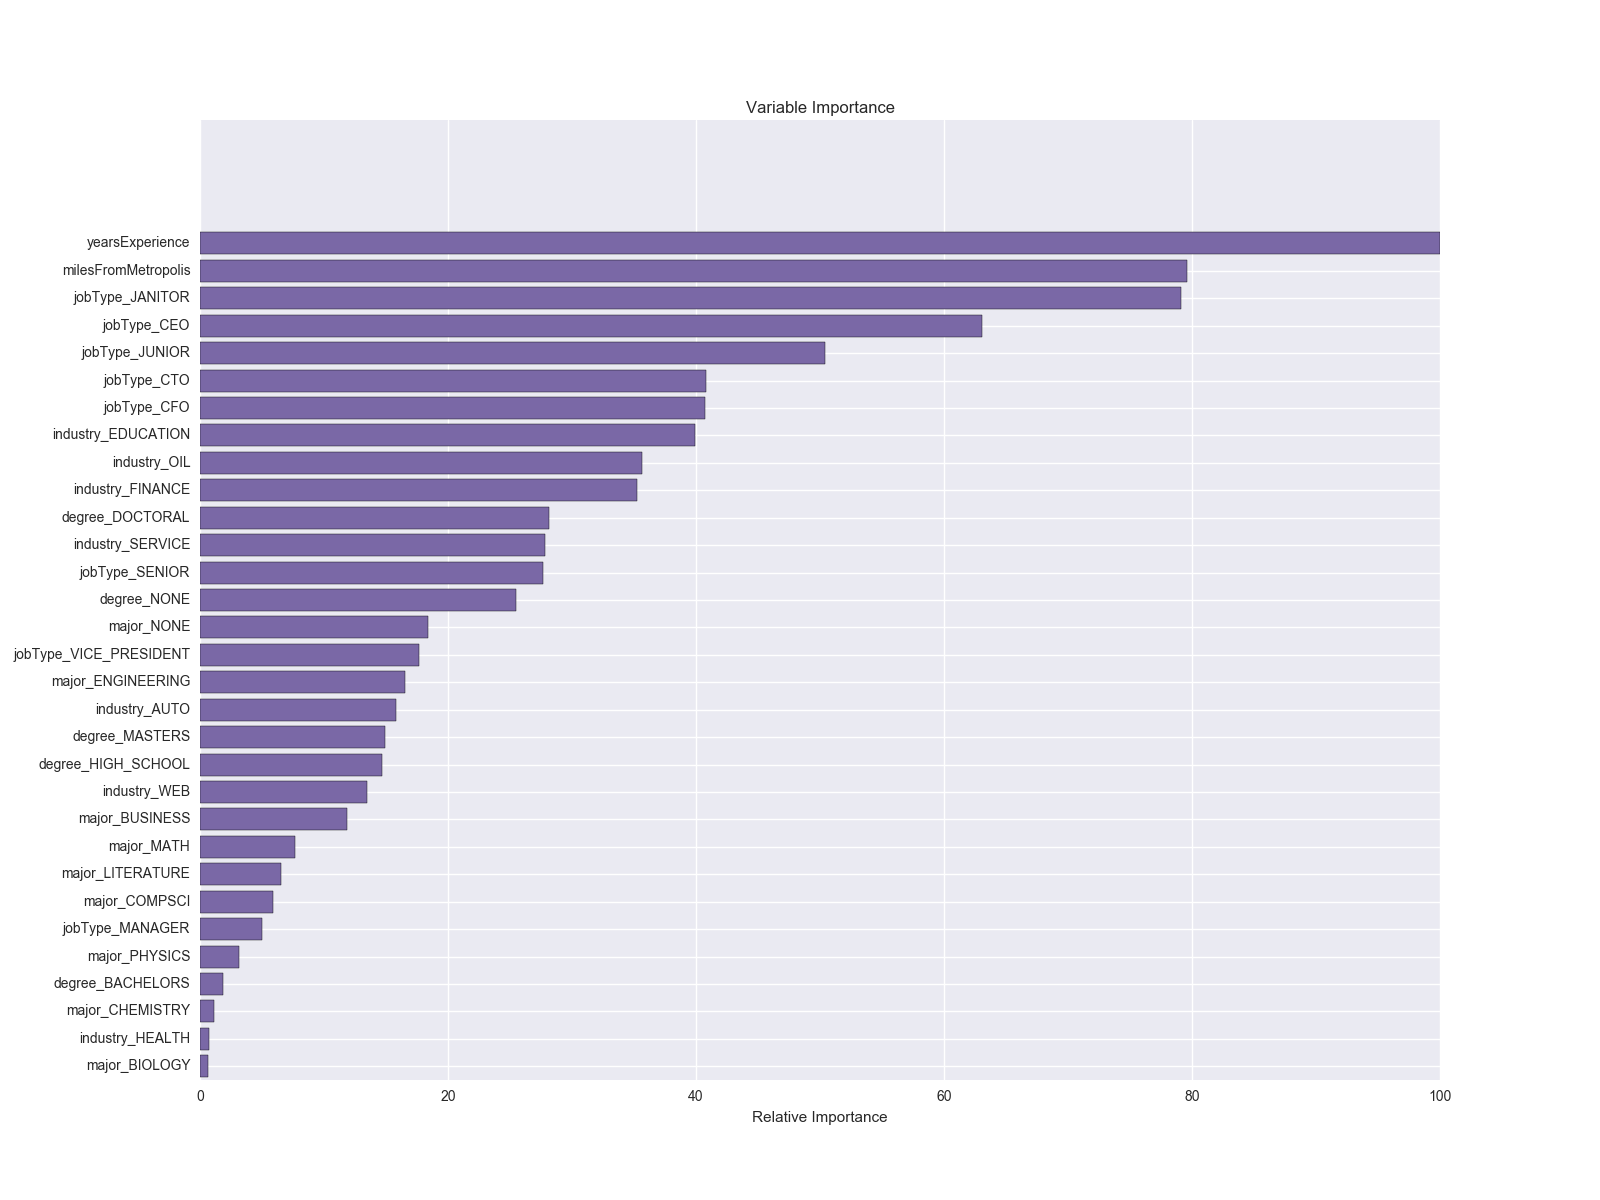 Variable Importance
yearsExperience
milesFromMetropolis
jobType_JANITOR
jobType_CEO
jobType_JUNIOR
jobType_CTO
jobType_CFO
industry_EDUCATION
industry_OIL
industry_FINANCE
degree_DOCTORAL
industry_SERVICE
jobType_SENIOR
degree_NONE
major_NONE
jobType_VICE_PRESIDENT
major_ENGINEERING
industry_AUTO
degree_MASTERS
degree_HIGH_SCHOOL
industry_WEB
major_BUSINESS
major_MATH
major_LITERATURE
major_COMPSCI
jobType_MANAGER
major_PHYSICS
degree_BACHELORS
major_CHEMISTRY
industry_HEALTH
major_BIOLOGY
0 20 40 60 80 100
Relative Importance